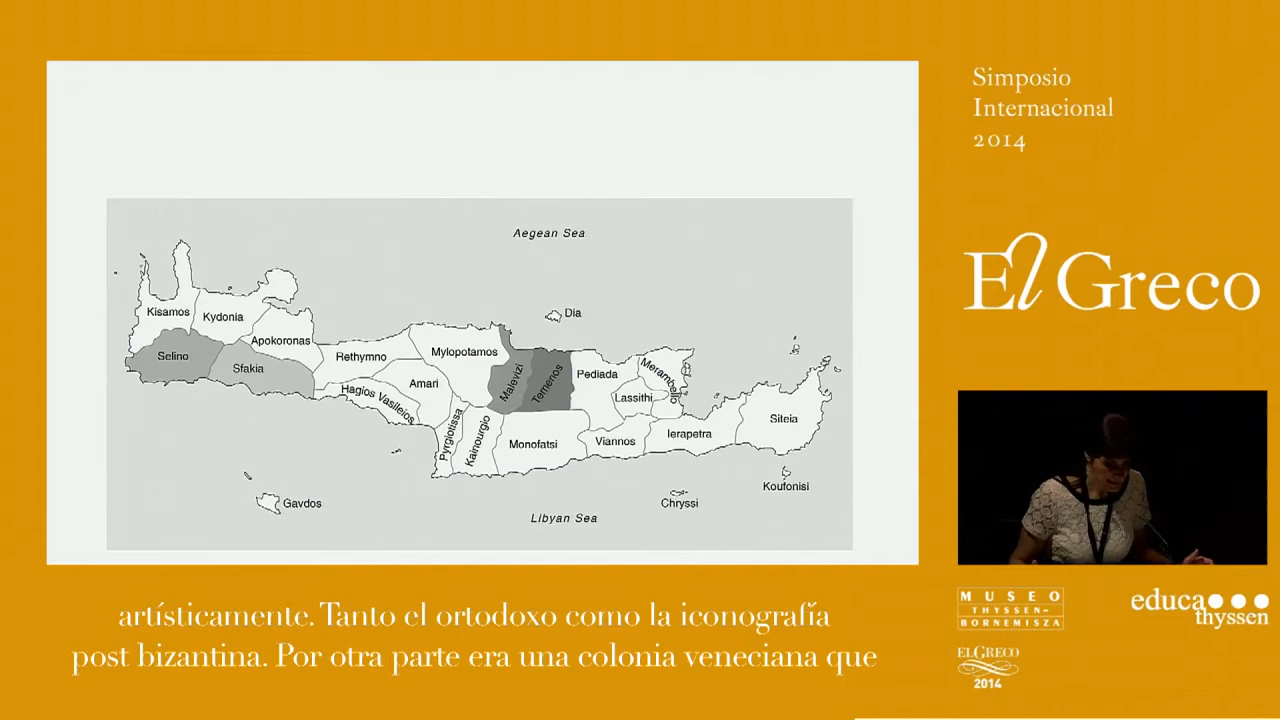 Simposio
Internacional
2014
El Greco
Aegean Sea
Dia
Kisamos
Kydonia
Apokoronas
Selino
Sfakia
Rethymno
Mylopotamos
Malevizi
Temenos
Pediada
Merambello
Amari
Lassithi
Hagios Vasileios
Pyrgiotissa
Kainourgio
Monofatsi
Viannos
Ierapetra
Siteia
Koufonisi
Gavdos
Chryssi
Libyan Sea
artísticamente. Tanto el ortodoxo como la iconografía
post bizantina. Por otra parte era una colonia veneciana que
MUSEO
THYSSEN-
BORNEMISZA
educa
thyssen
ELGRECO
2014